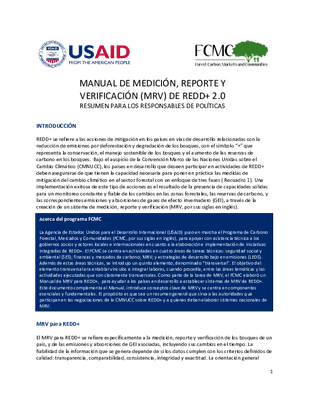 USAID
FROM THE AMERICAN PEOPLE
FCMC
Forest Carbon, Markets and Communities
MANUAL DE MEDICIÓN, REPORTE Y
VERIFICACIÓN (MRV) DE REDD+ 2.0
RESUMEN PARA LOS RESPONSABLES DE POLÍTICAS
INTRODUCCIÓN
REDD+ se refiere a las acciones de mitigación en los países en vías de desarrollo relacionadas con la
reducción de emisiones por deforestación y degradación de los bosques, con el símbolo "+" que
representa la conservación, el manejo sostenible de los bosques y el aumento de las reservas de
carbono en los bosques. Bajo el auspicio de la Convención Marco de las Naciones Unidas sobre el
Cambio Climático (CMNUCC), los países en desarrollo que deseen participar en actividades de REDD+
deben asegurarse de que tienen la capacidad necesaria para poner en práctica las medidas de
mitigación del cambio climático en el sector forestal con un enfoque de tres fases (Recuadro 1). Una
implementación exitosa de este tipo de acciones es el resultado de la presencia de capacidades sólidas
para un monitoreo constante y fiable de los cambios en las zonas forestales, las reservas de carbono, y
las correspondientes emisiones y absorciones de gases de efecto invernadero (GEI), a través de la
creación de un sistema de medición, reporte y verificación (MRV, por sus siglas en inglés).
Acerca del programa FCMC
La Agencia de Estados Unidos para el Desarrollo Internacional (USAID) puso en marcha el Programa de Carbono
Forestal, Mercados y Comunidades (FCMC, por sus siglas en inglés), para apoyar con asistencia técnica a los
gobiernos socios y actores locales e internacionales en cuanto a la elaboración e implementación de iniciativas
integradas de REDD+. El FCMC se centra en cuatro áreas de tareas específicas: seguridad social y
ambiental (SES); finanzas y mercados de carbono; MRV; y estrategias de desarrollo bajo en emisiones (LEDS).
Además de estas áreas técnicas, se introdujo un quinto elemento, denominado "transversal". El objetivo del
elemento transversal era establecer vínculos e integrar labores, cuando proceda, entre las áreas temáticas y las
actividades ejecutadas que son claramente transversales. Como parte de la tarea de MRV, el FCMC elaboró un
Manual de MRV para REDD+, para ayudar a los países en desarrollo a establecer sistemas de MRV de REDD+.
Este documento complementa el Manual, introduce conceptos clave de MRV y se centra en componentes
esenciales y fundamentales. El propósito es que sea un resumen general que sirva a las autoridades que
participan en negociaciones de la CMNUCC sobre REDD+ y a quienes deben elaborar sistemas nacionales de
MRV.
MRV para REDD+
El MRV para REDD+ se refiere específicamente a la medición, reporte y verificación de los bosques de un
país, y de las emisiones y absorciones de GEI asociadas, incluyendo sus cambios en el tiempo. La
fiabilidad de la información que se genera depende de si los datos cumplen con los criterios definidos de
calidad: transparencia, comparabilidad, consistencia, integridad y exactitud. La orientación general
1